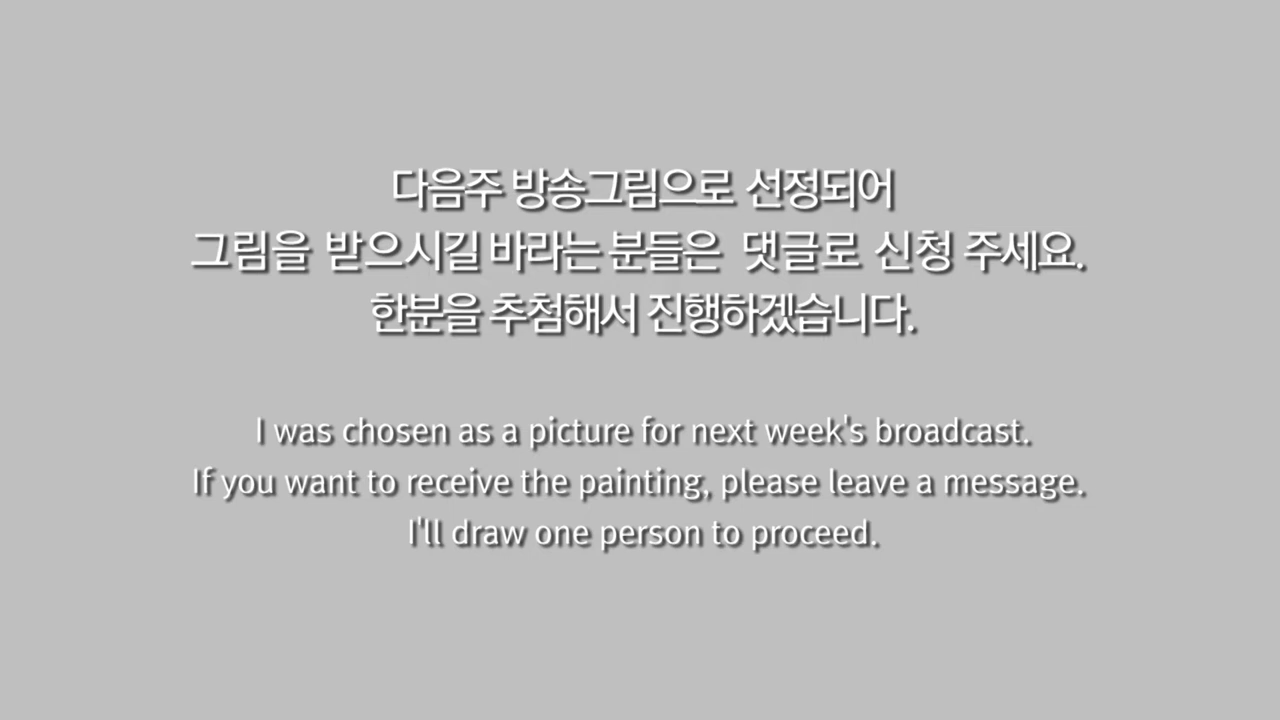 다음주 방송그림으로 선정되어
그림을 받으시길 바라는 분들은 댓글로 신청 주세요.
한분을 추첨해서 진행하겠습니다.
I was chosen as a picture for next week's broadcast.
If you want to receive the painting, please leave a message.
I'll draw one person to proceed.